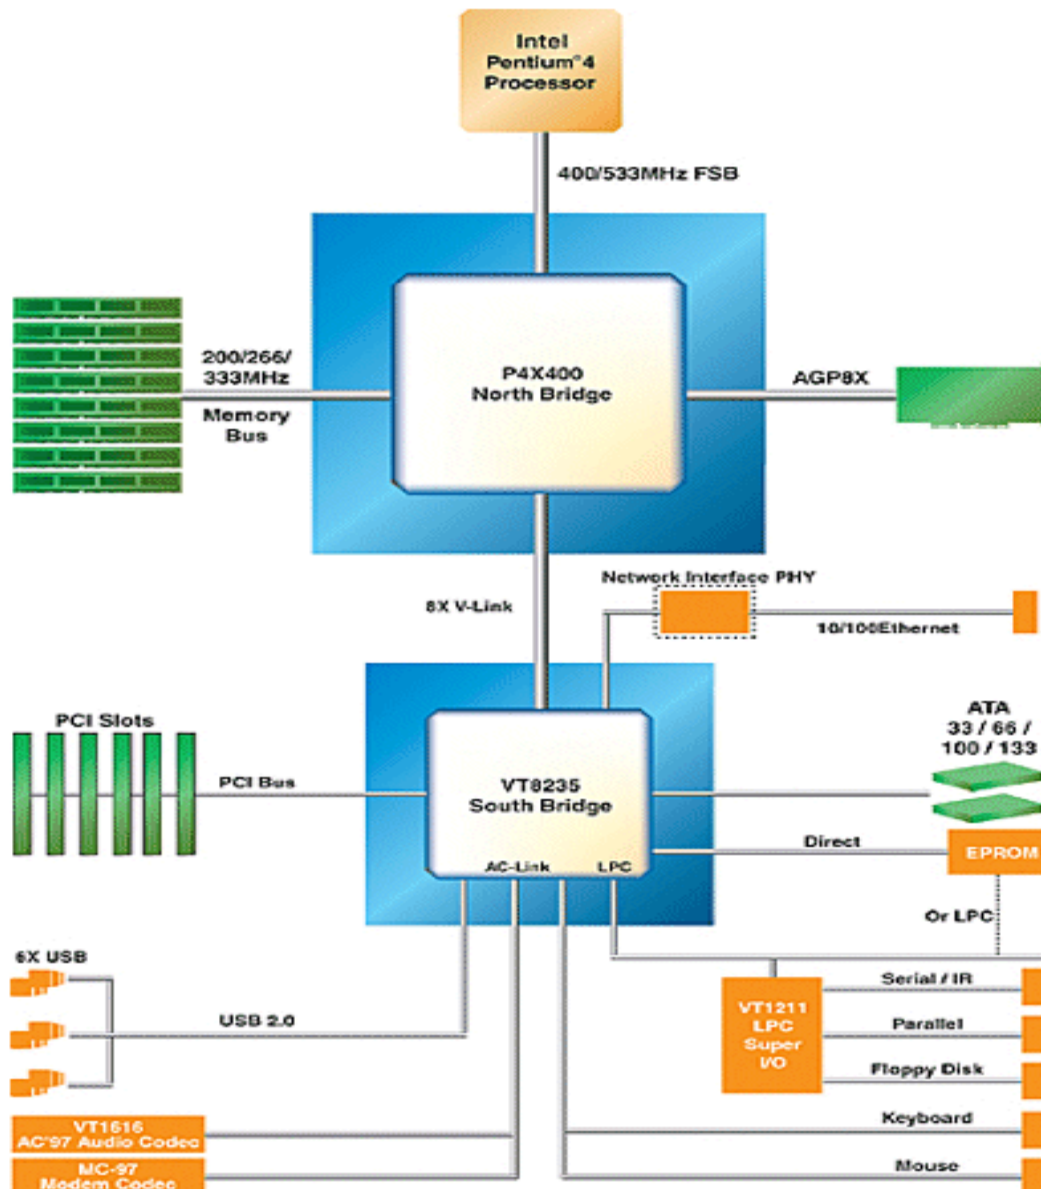 Intel
Pentium®4
Processor
400/533MHz FSB
200/266/
333MHz
Memory
Bus
P4X400
North Bridge
AGP8X
8X V-Link
Network Interface PHY
10/100Ethernet
PCI Slots
PCI Bus
VT8235
South Bridge
AC-Link
LPC
ATA
33 / 66 /
100 / 133
Direct
EPROM
Or LPC
6X USB
USB 2.0
VT1211
LPC
Super
I/O
Serial / IR
Parallel
Floppy Disk
Keyboard
Mouse
VT1616
AC'97 Audio Codec
MC-97
Modem Codec